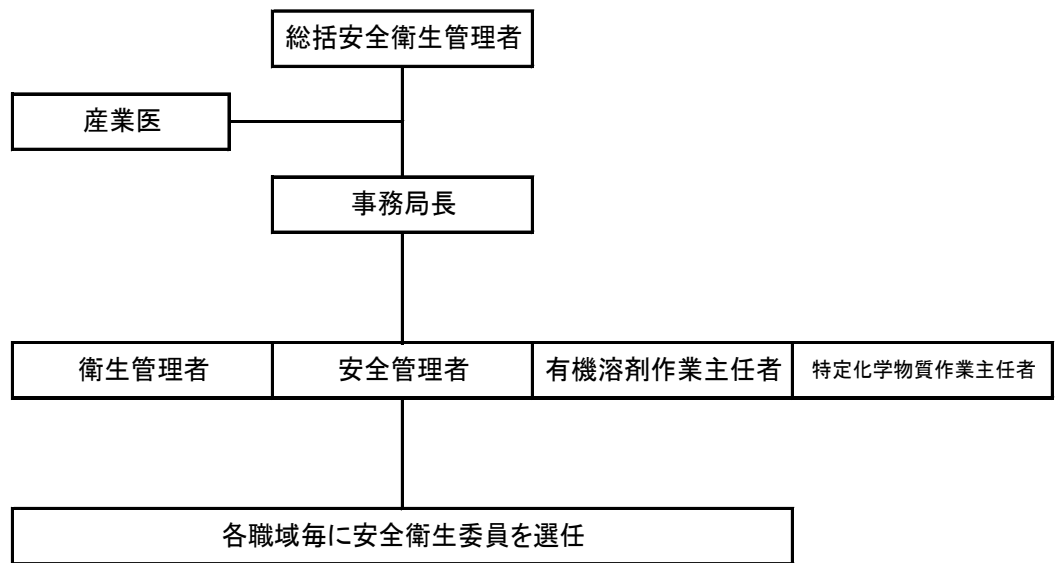 総括安全衛生管理者
産業医
事務局長
衛生管理者
安全管理者
有機溶剤作業主任者
特定化学物質作業主任者
各職域毎に安全衛生委員を選任